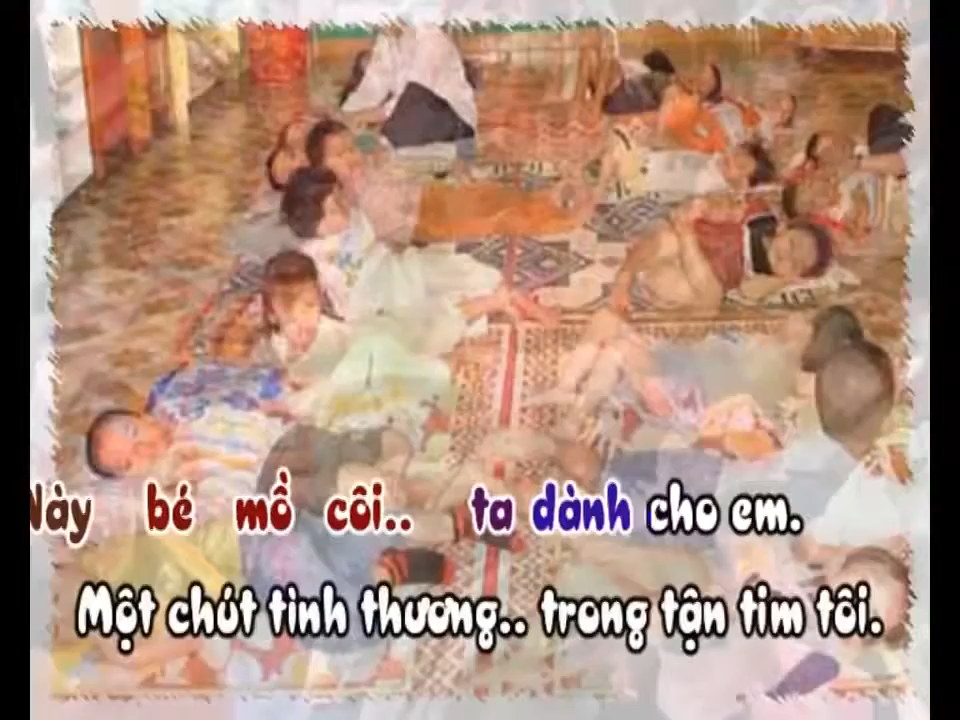 Này bé mồ côi.. ta dành cho em.
Một chút tình thương.. trong tận tim tôi.